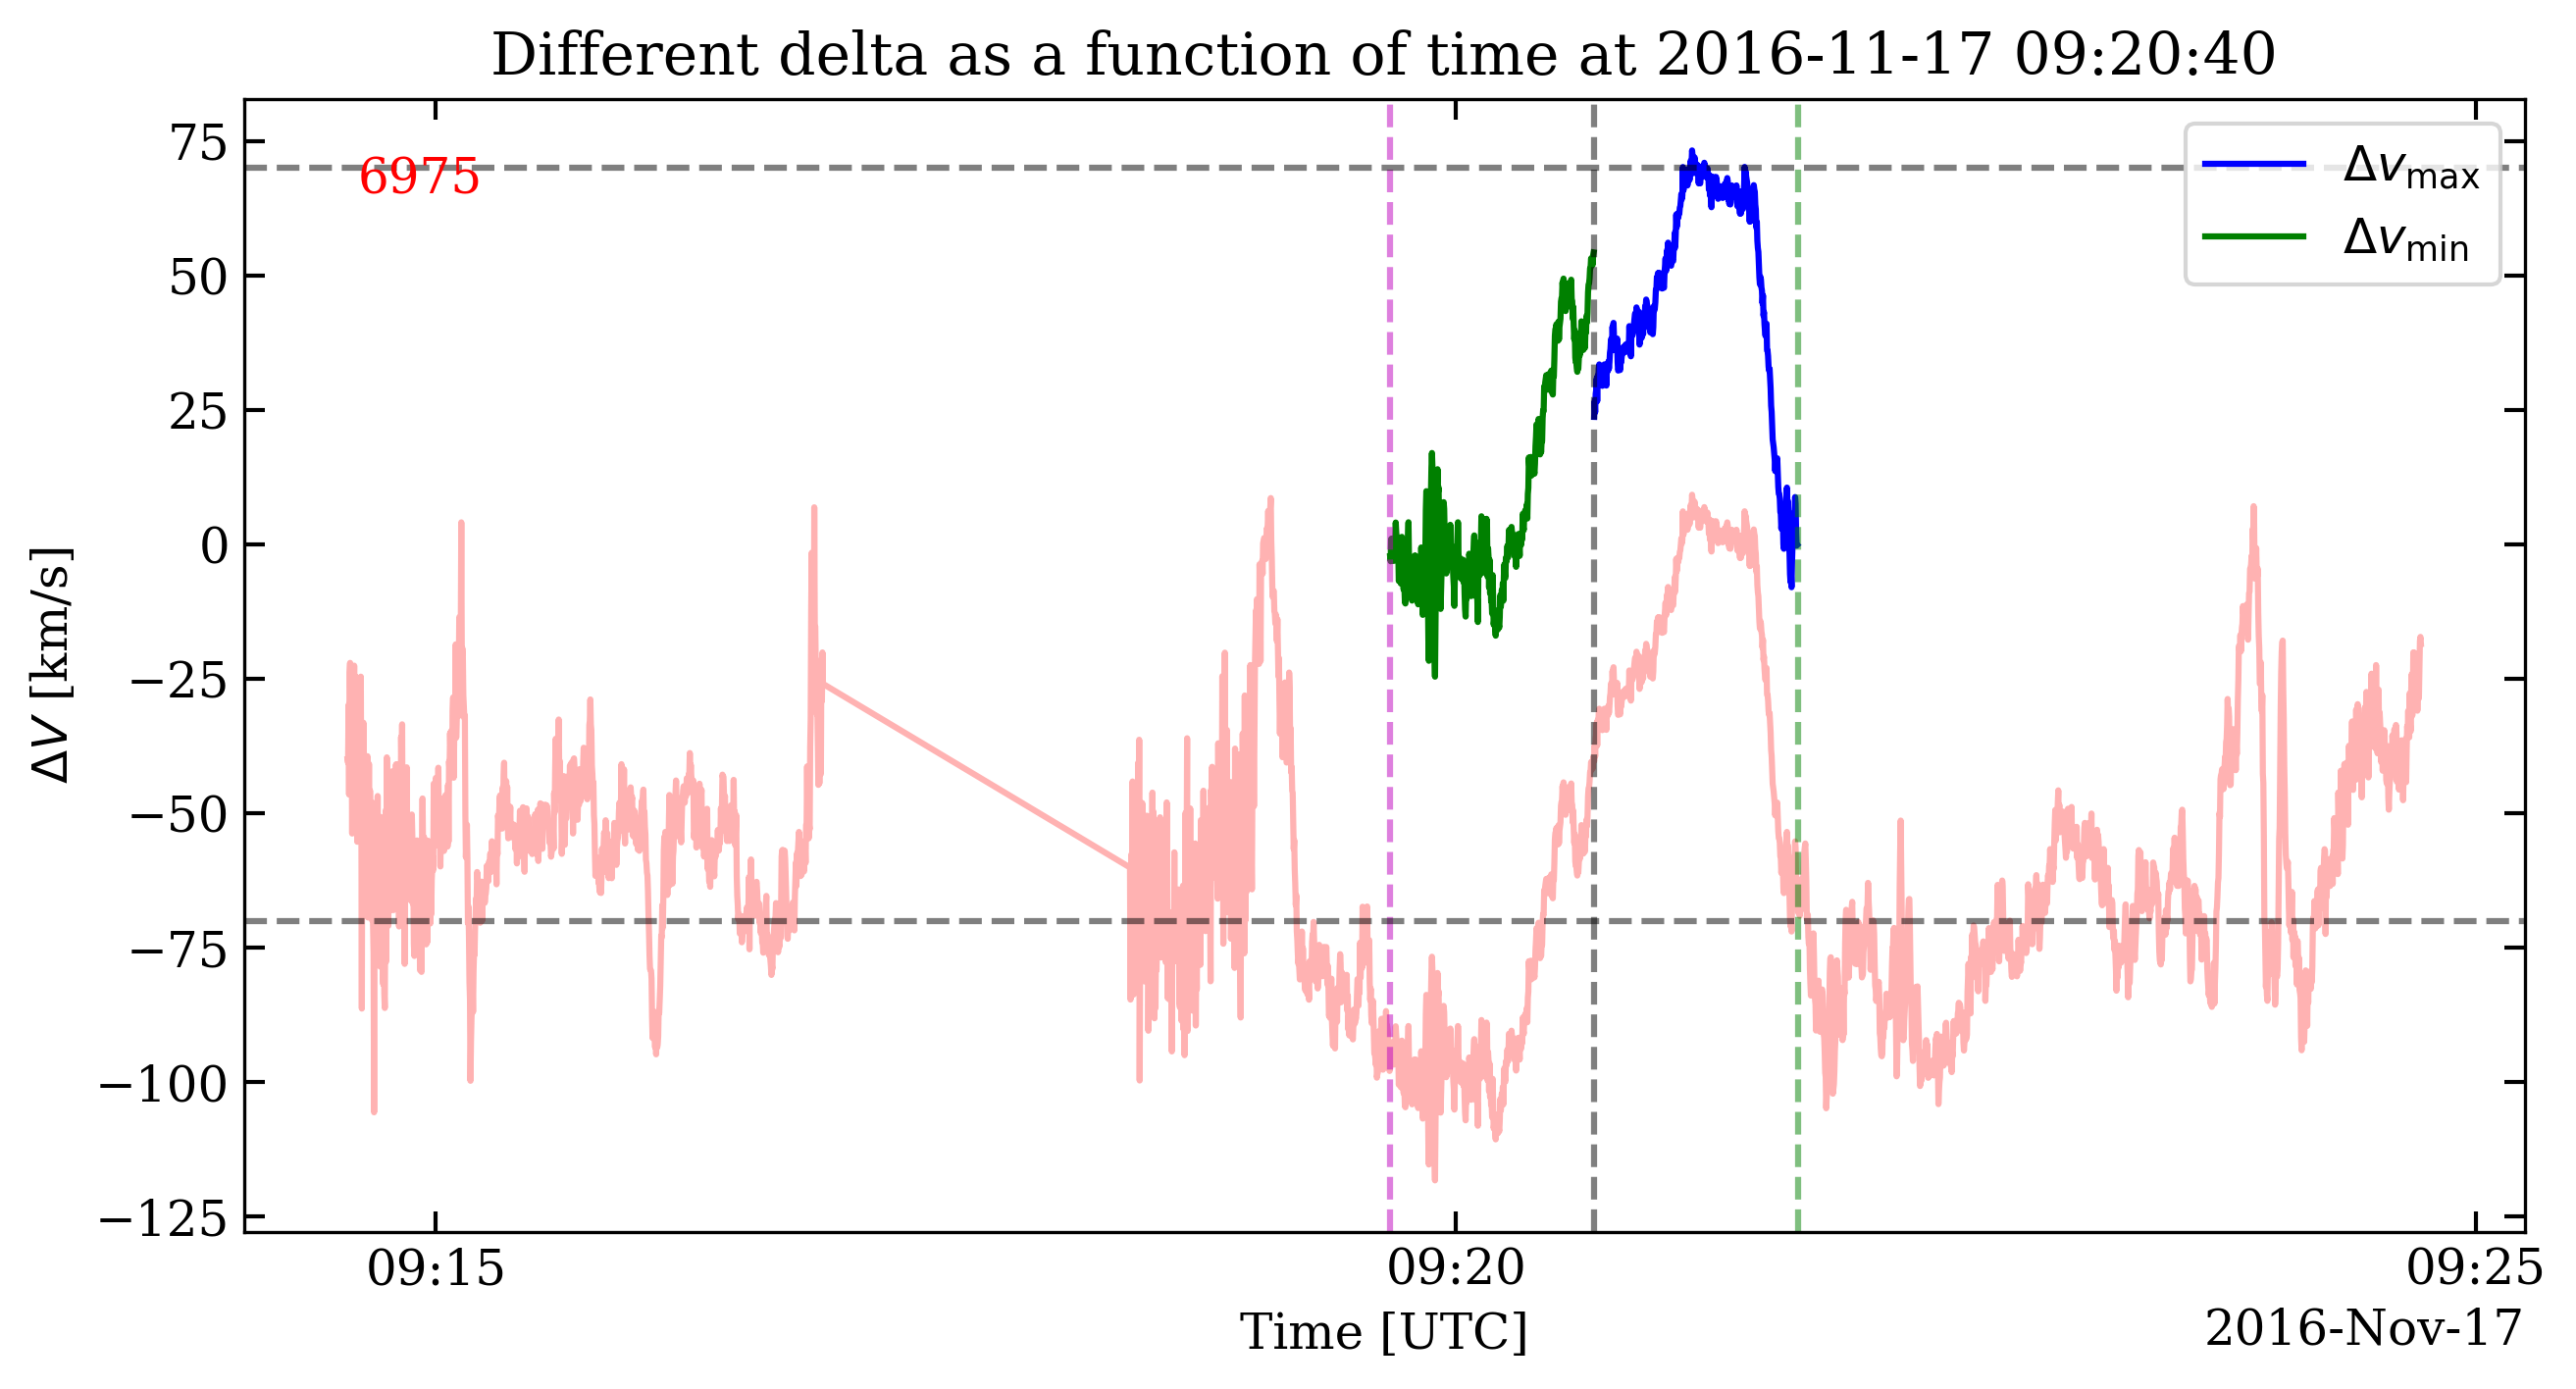 Different delta as a function of time at 2016-11-17 09:20:40
75
50
25
0
−25
−50
−75
−100
−125
ΔV [km/s]
6975
Δvmax
Δvmin
09:15
09:20
09:25
Time [UTC]
2016-Nov-17